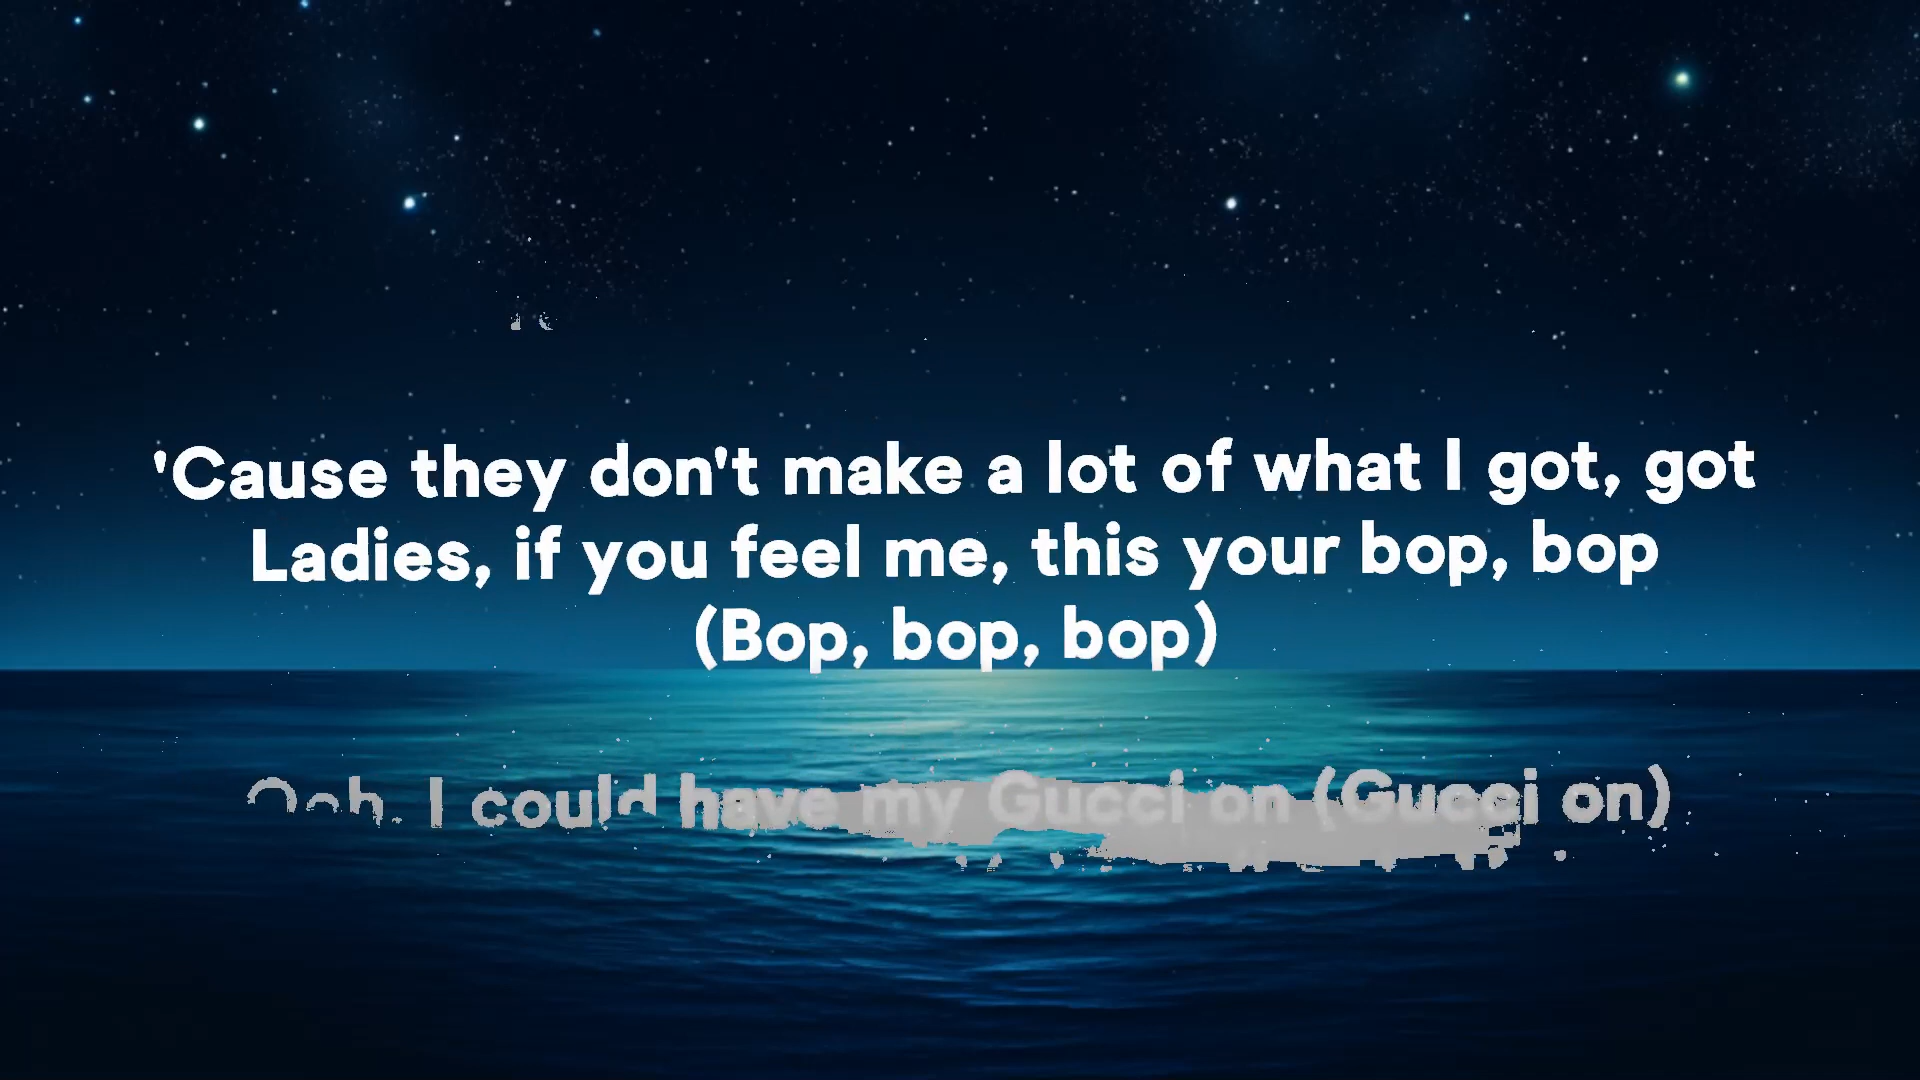 'Cause they don't make a lot of what I got, got
Ladies, if you feel me, this your bop, bop
(Bop, bop, bop)
Ooh, I could have my Gucci on (Gucci on)